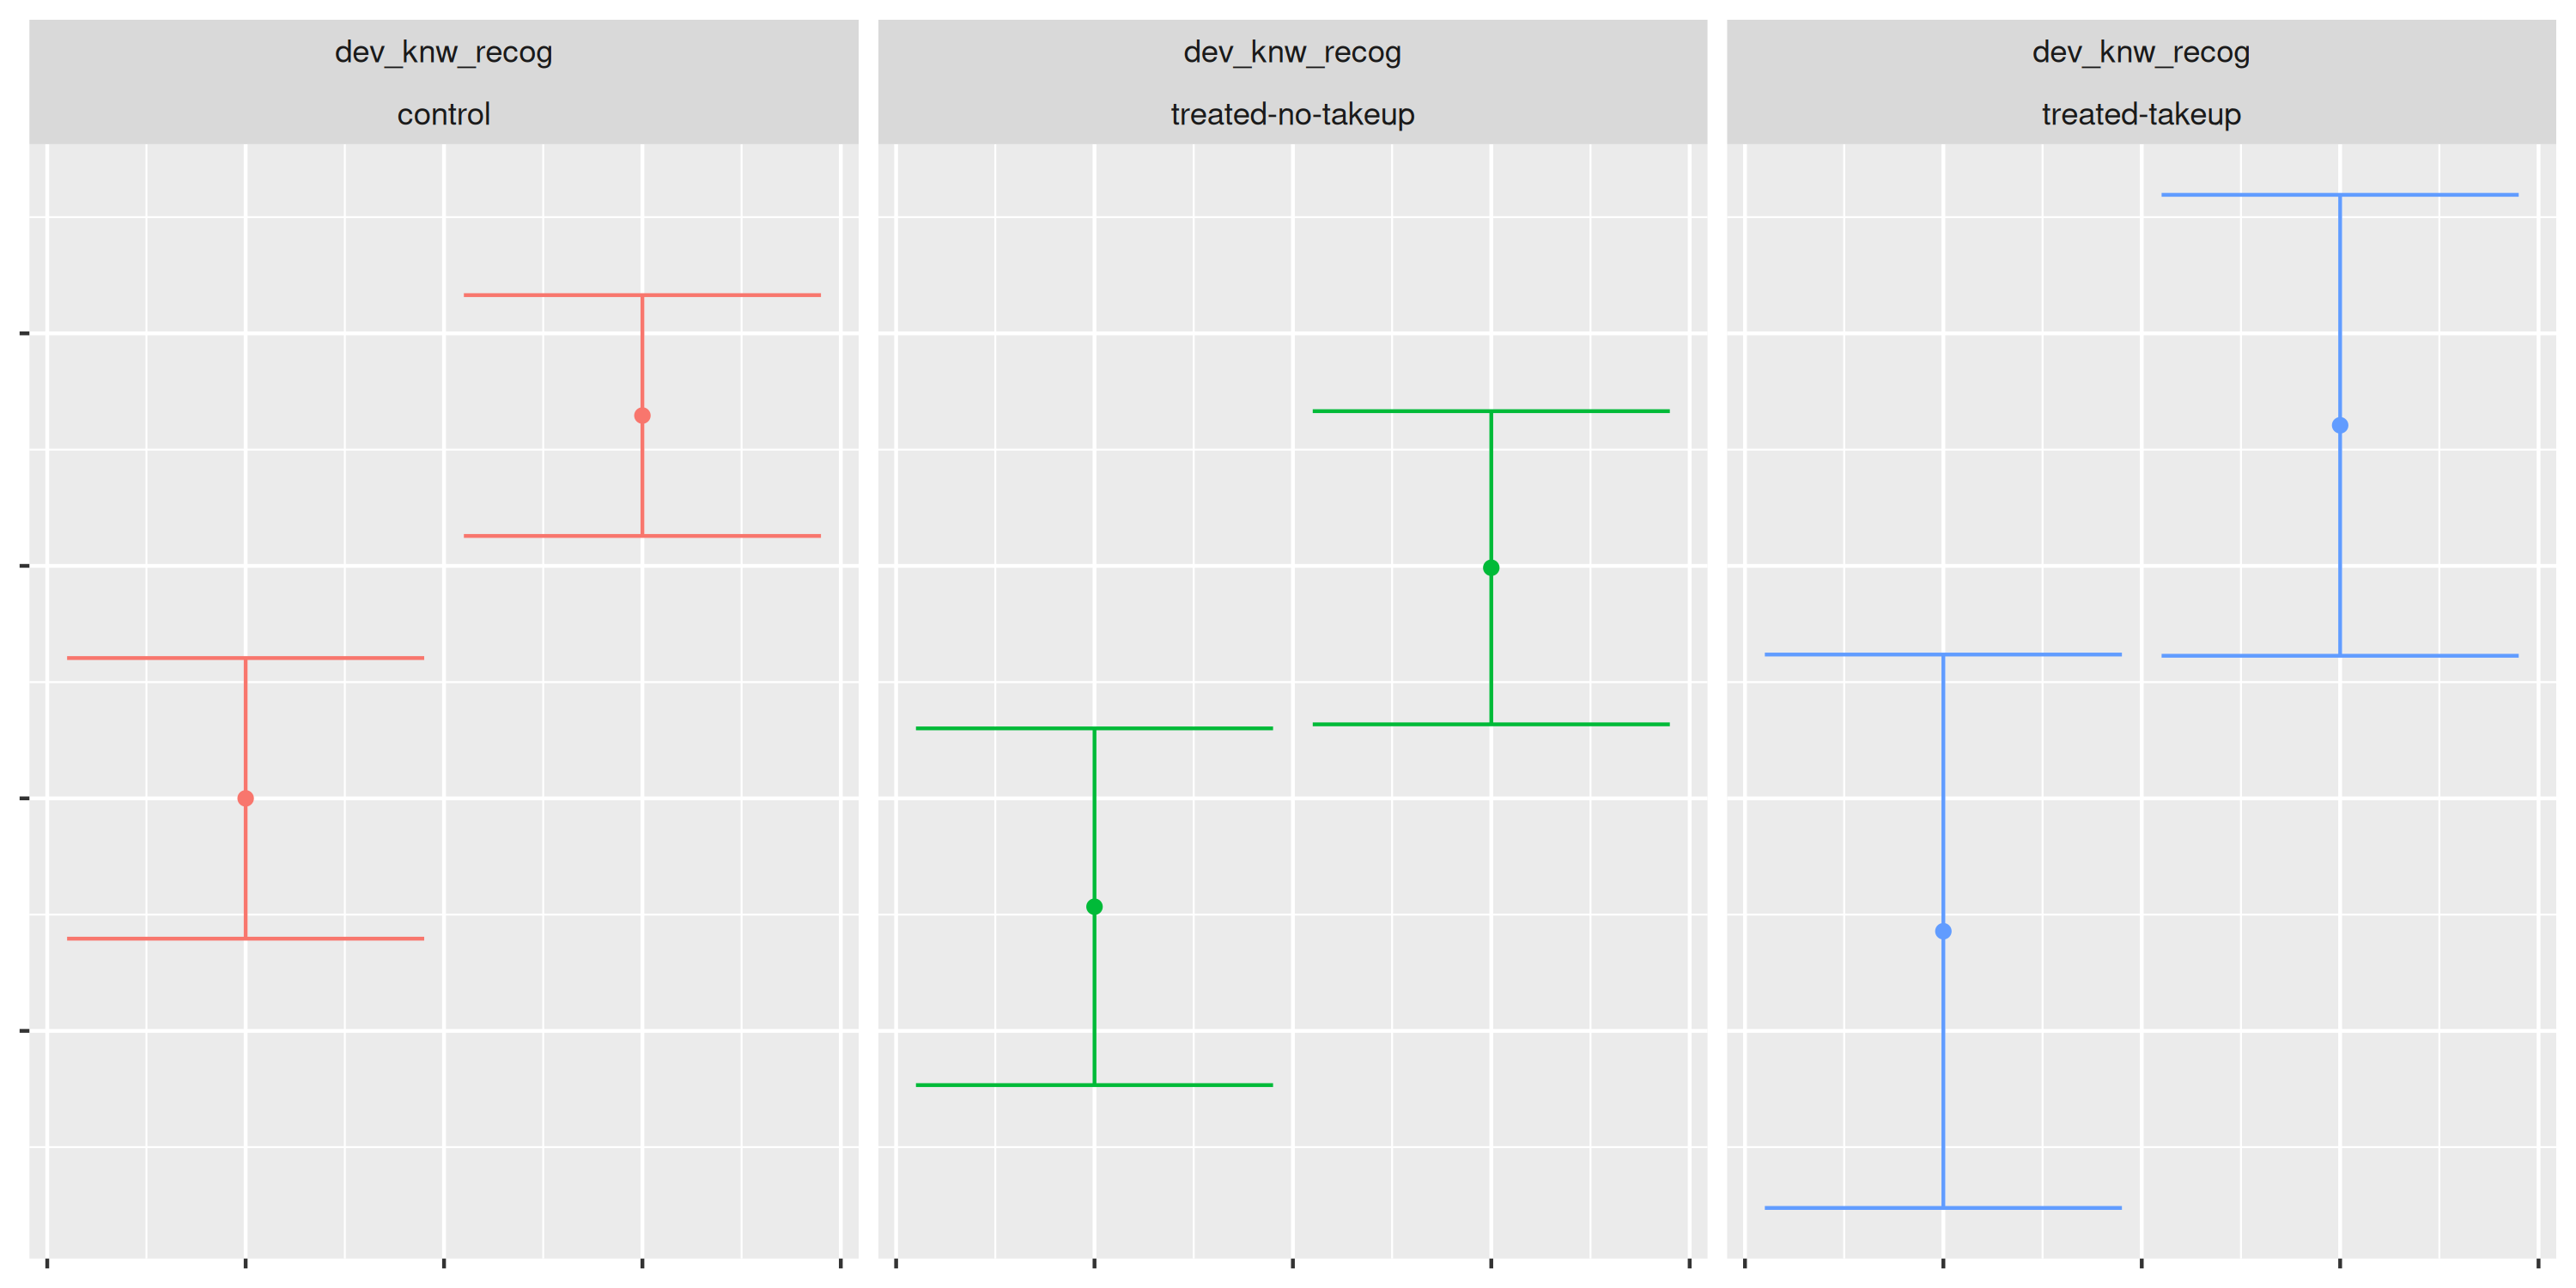 dev_knw_recog
control
dev_knw_recog
treated-no-takeup
dev_knw_recog
treated-takeup